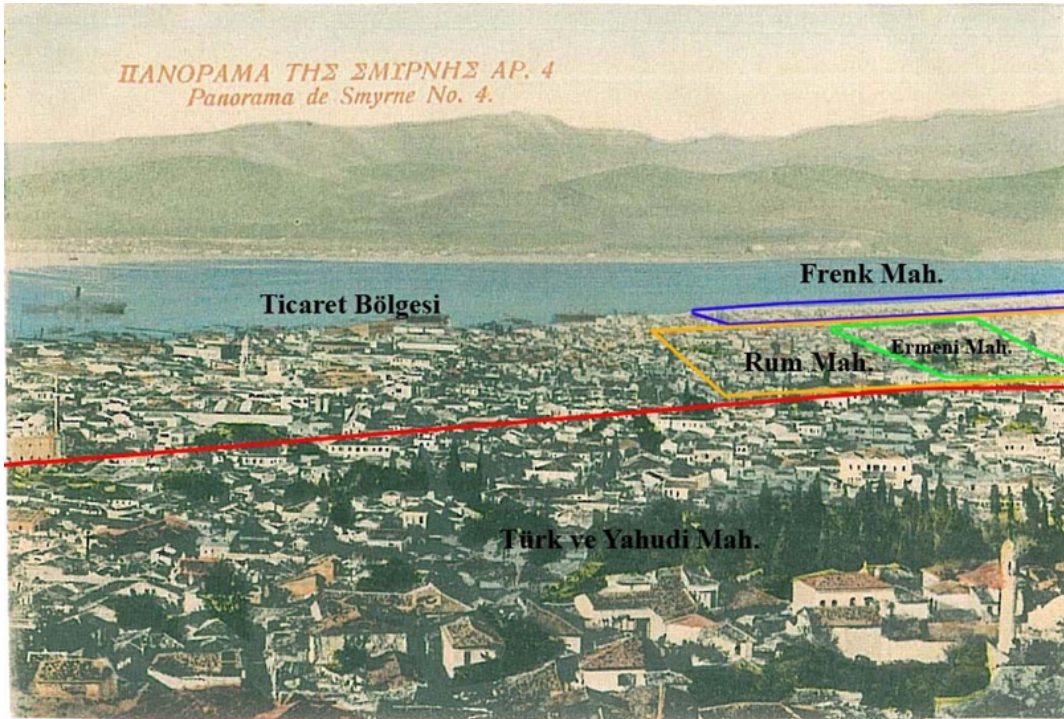 ΠΑΝΟΡΑΜΑ ΤΗΣ ΣΜΥΡΝΗΣ ΑΡ. 4
Panorama de Smyrne No. 4.
Frenk Mah.
Ticaret Bölgesi
Ermeni Mah.
Rum Mah.
Türk ve Yahudi Mah.